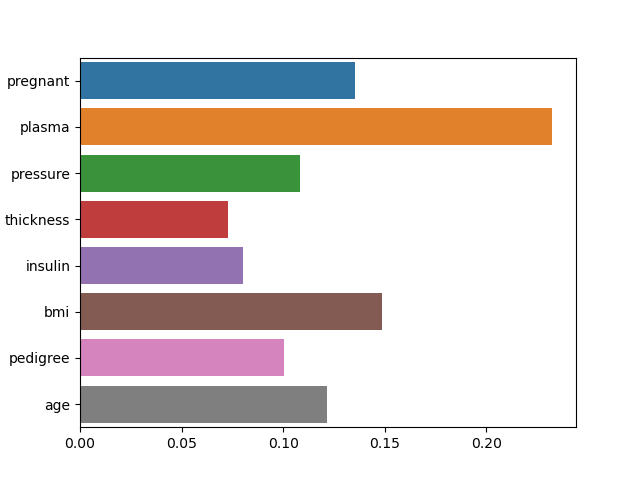 pregnant
plasma
pressure
thickness
insulin
bmi
pedigree
age
0.00 0.05 0.10 0.15 0.20